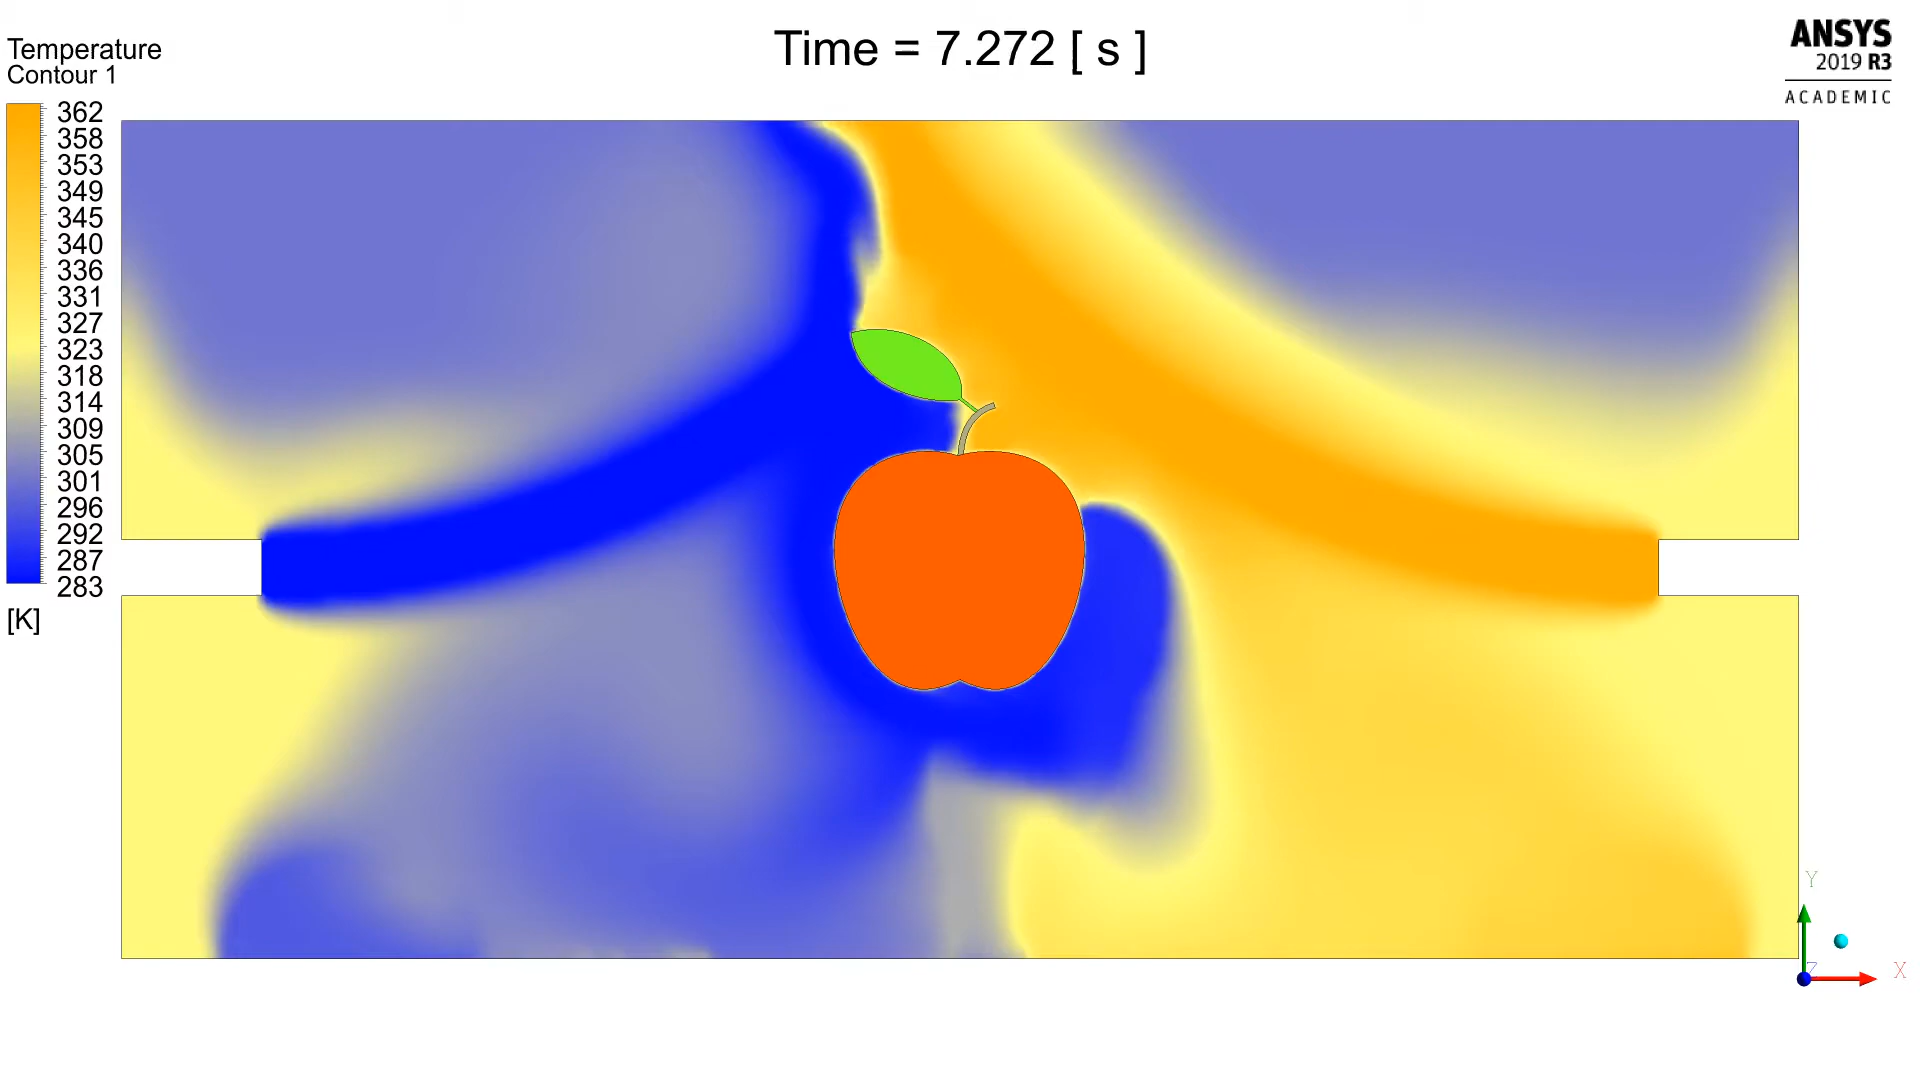 Time = 7.272 [ s ]
ANSYS
2019 R3
ACADEMIC
Temperature
Contour 1
362
358
353
349
345
340
336
331
327
323
318
314
309
305
301
296
292
287
283
[K]
Y
Z
X